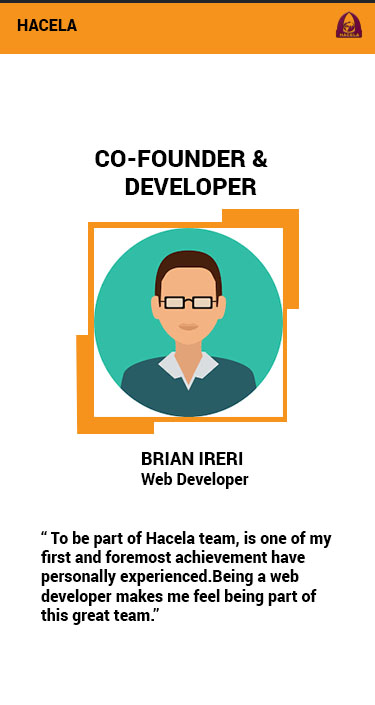 HACELA
HACELA
CO-FOUNDER &
DEVELOPER
BRIAN IRERI
Web Developer
“ To be part of Hacela team, is one of my
first and foremost achievement have
personally experienced.Being a web
developer makes me feel being part of
this great team.”